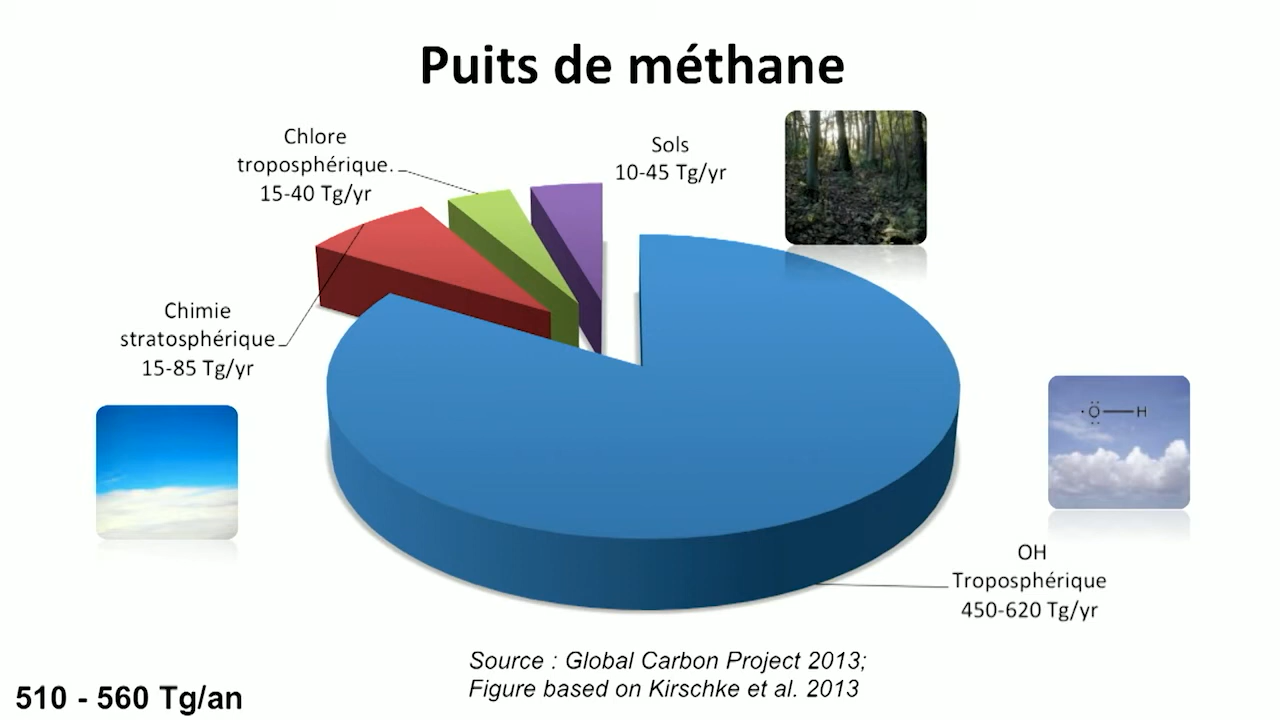 Puits de méthane
Chlore
troposphérique.
15-40 Tg/yr
Sols
10-45 Tg/yr
Chimie
stratosphérique
15-85 Tg/yr
·O—H
OH
Troposphérique
450-620 Tg/yr
Source : Global Carbon Project 2013;
Figure based on Kirschke et al. 2013
510 - 560 Tg/an